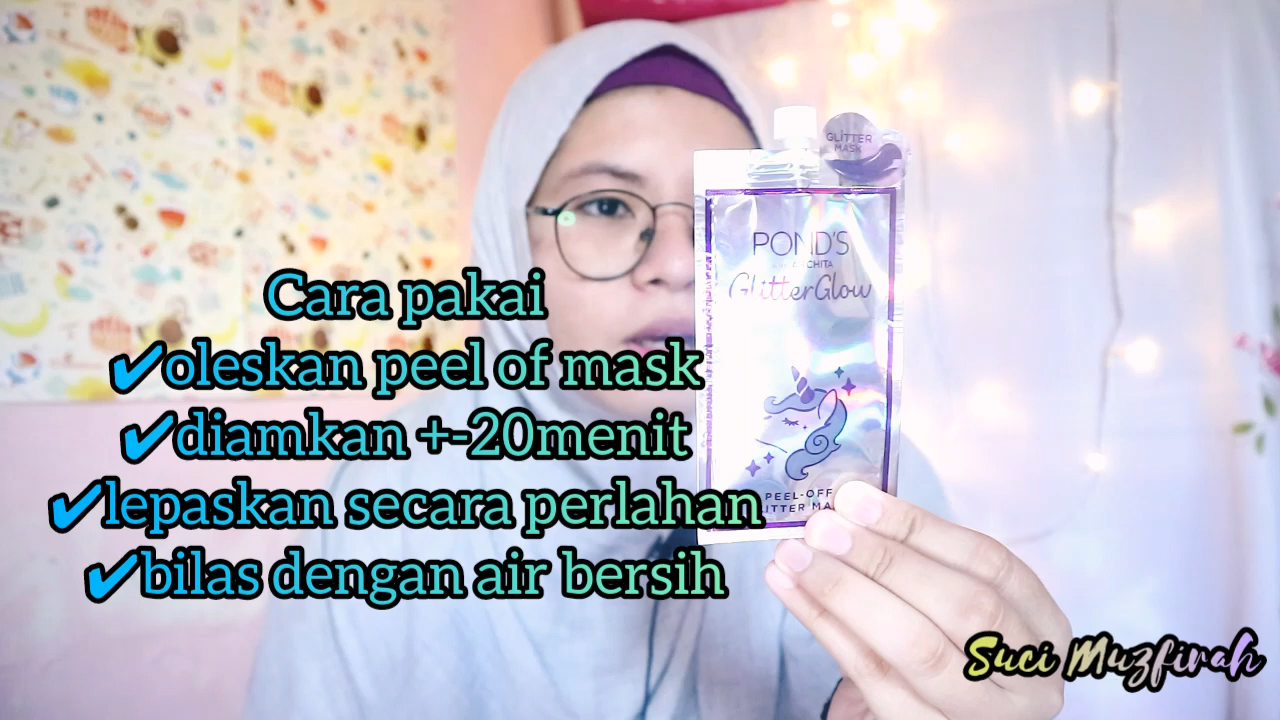 GLITTER
MASK
POND'S
GlitterGlow
Cara pakai
✔oleskan peel of mask
✔diamkan +-20menit
✔lepaskan secara perlahan
✔bilas dengan air bersih
PEEL-OFF
Suci Muzfirah